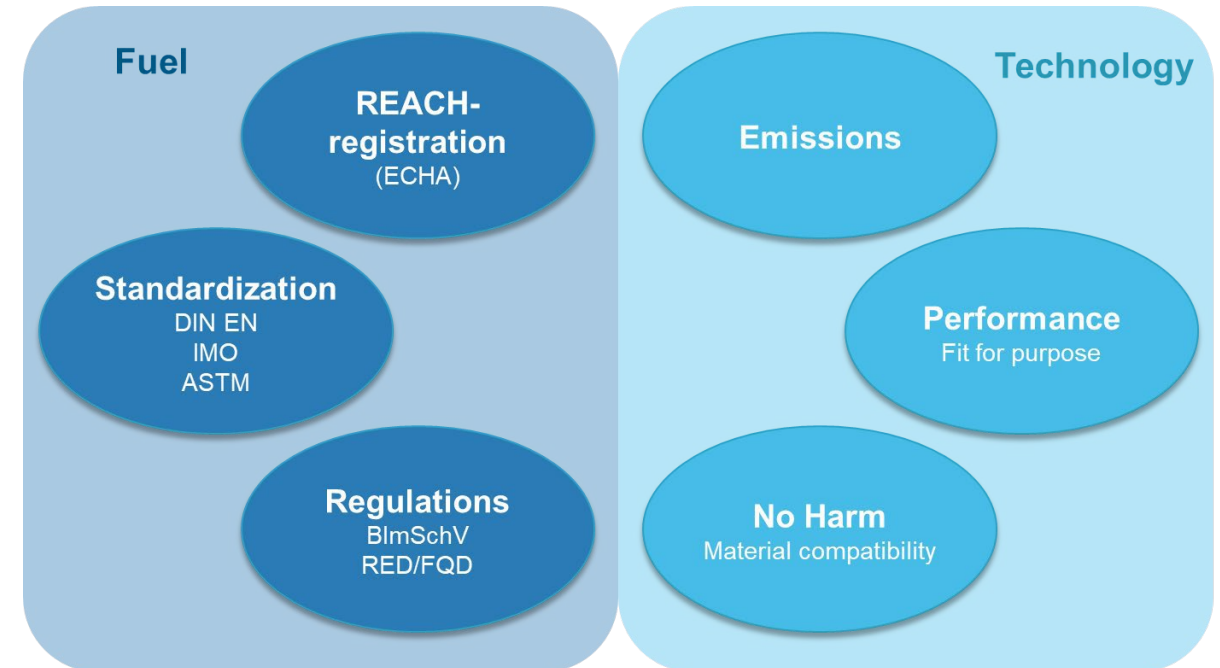 Fuel
REACH-
registration
(ECHA)
Standardization
DIN EN
IMO
ASTM
Regulations
BImSchV
RED/FQD
Technology
Emissions
Performance
Fit for purpose
No Harm
Material compatibility